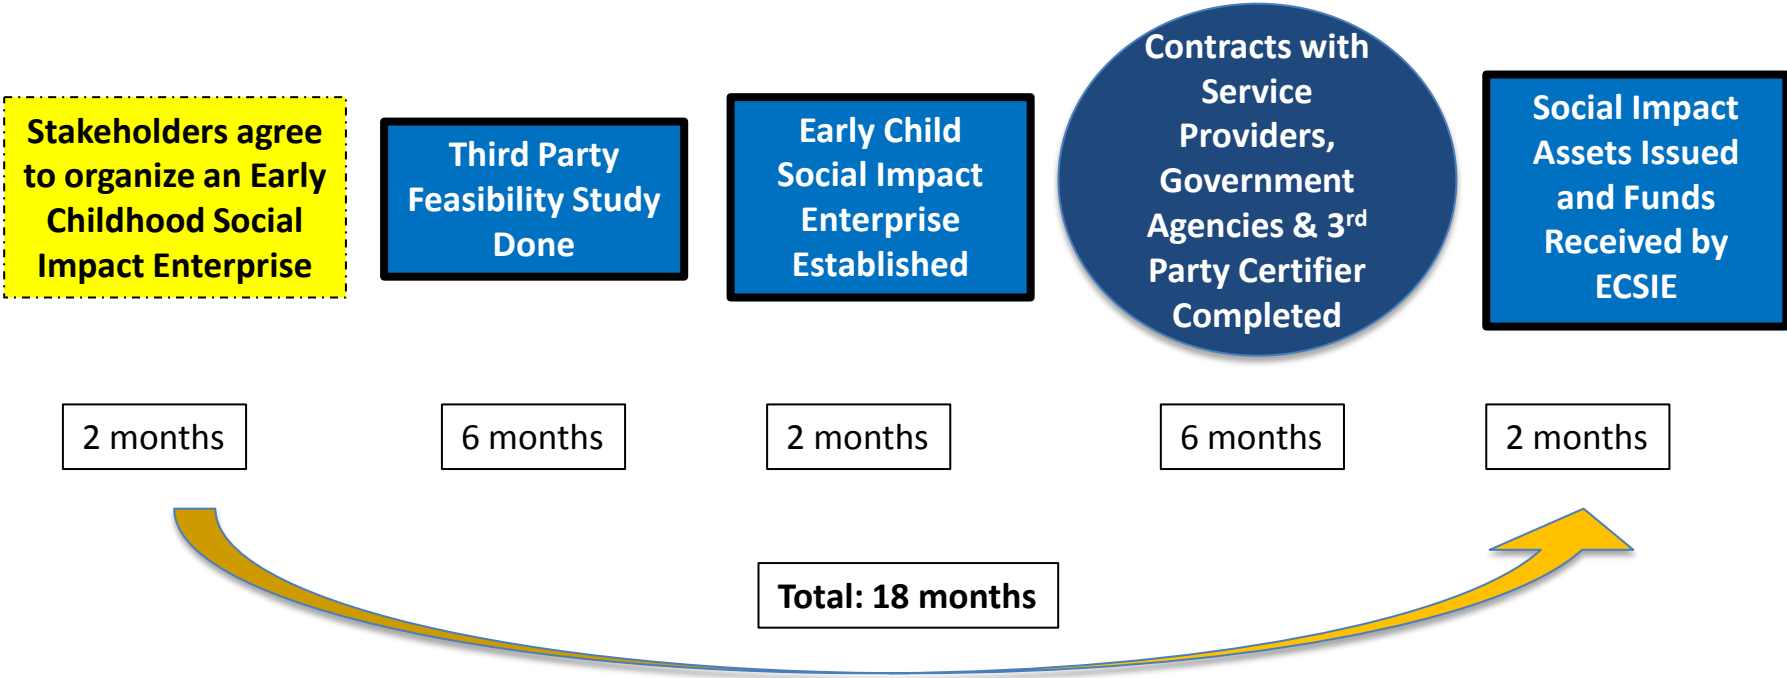 Stakeholders agree
to organize an Early
Childhood Social
Impact Enterprise
Third Party
Feasibility Study
Done
Early Child
Social Impact
Enterprise
Established
Contracts with
Service
Providers,
Government
Agencies & 3rd
Party Certifier
Completed
Social Impact
Assets Issued
and Funds
Received by
ECSIE
2 months
6 months
2 months
6 months
2 months
Total: 18 months